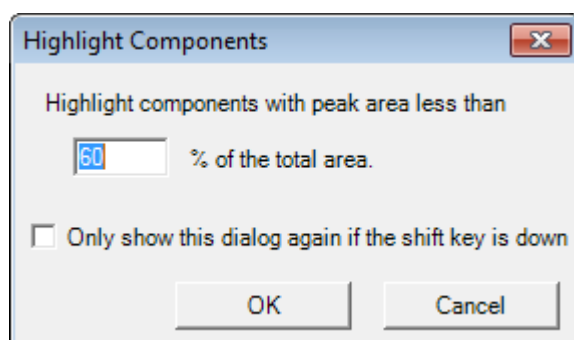 Highlight Components
Highlight components with peak area less than
60 % of the total area.
Only show this dialog again if the shift key is down
OK Cancel